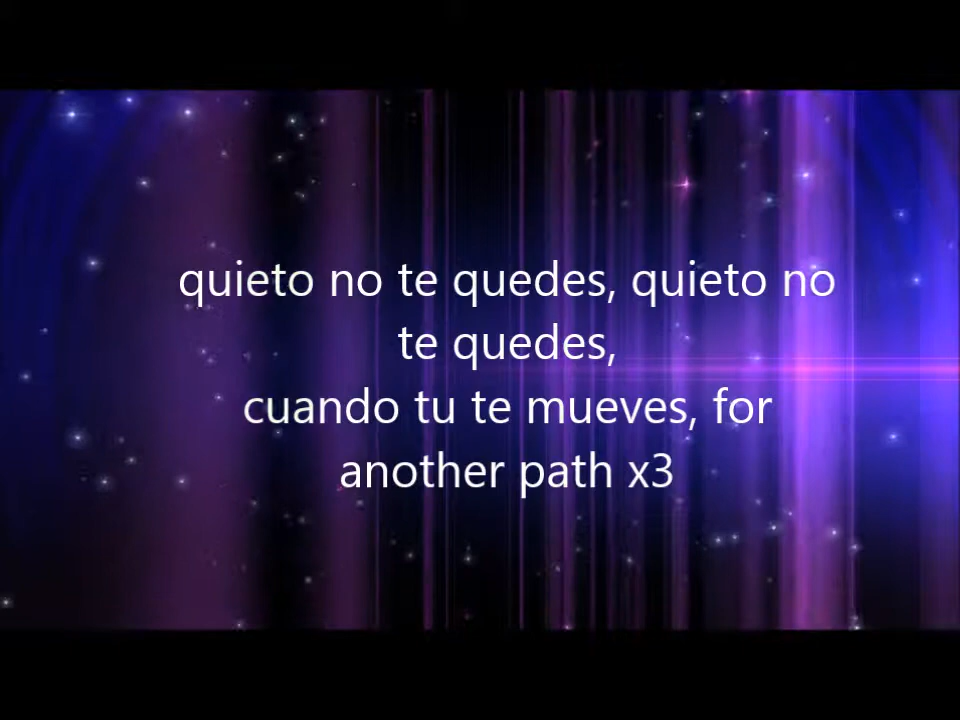 quieto no te quedes, quieto no
te quedes,
cuando tu te mueves, for
another path x3